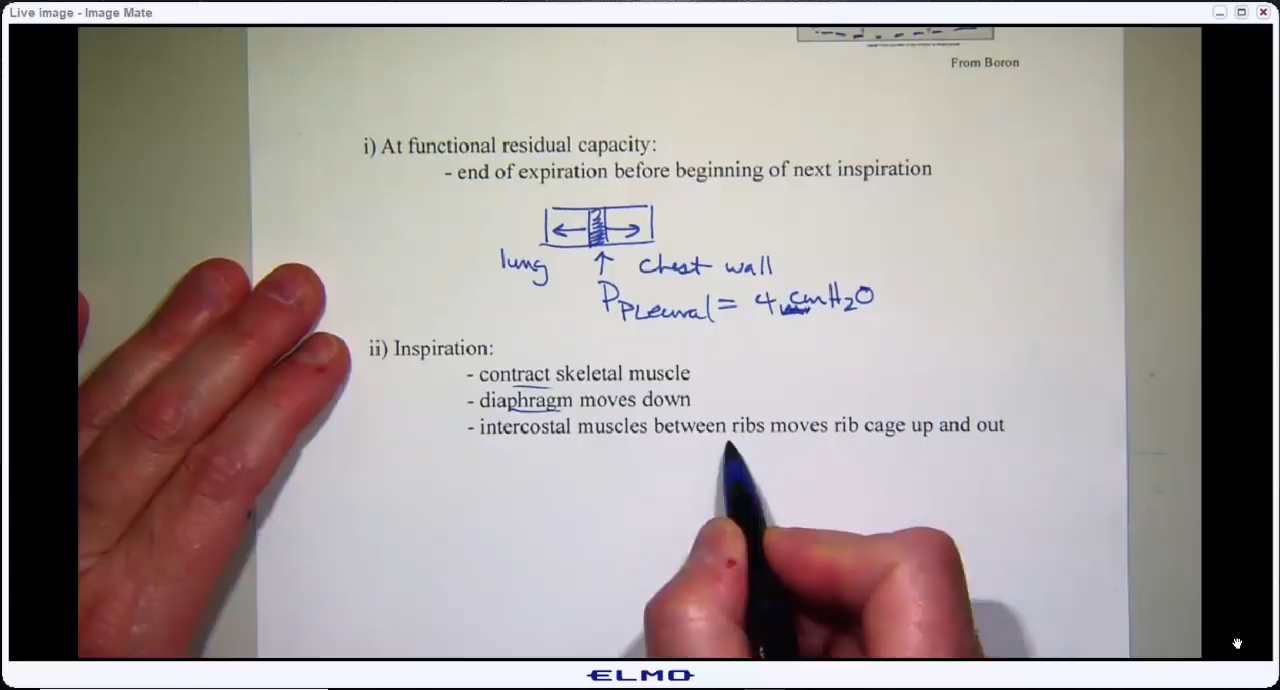 Live image - Image Mate
From Boron
i) At functional residual capacity:
- end of expiration before beginning of next inspiration
lung ↑ chest wall
P Pleural = 4 cmH2O
ii) Inspiration:
- contract skeletal muscle
- diaphragm moves down
- intercostal muscles between ribs moves rib cage up and out
ELMO